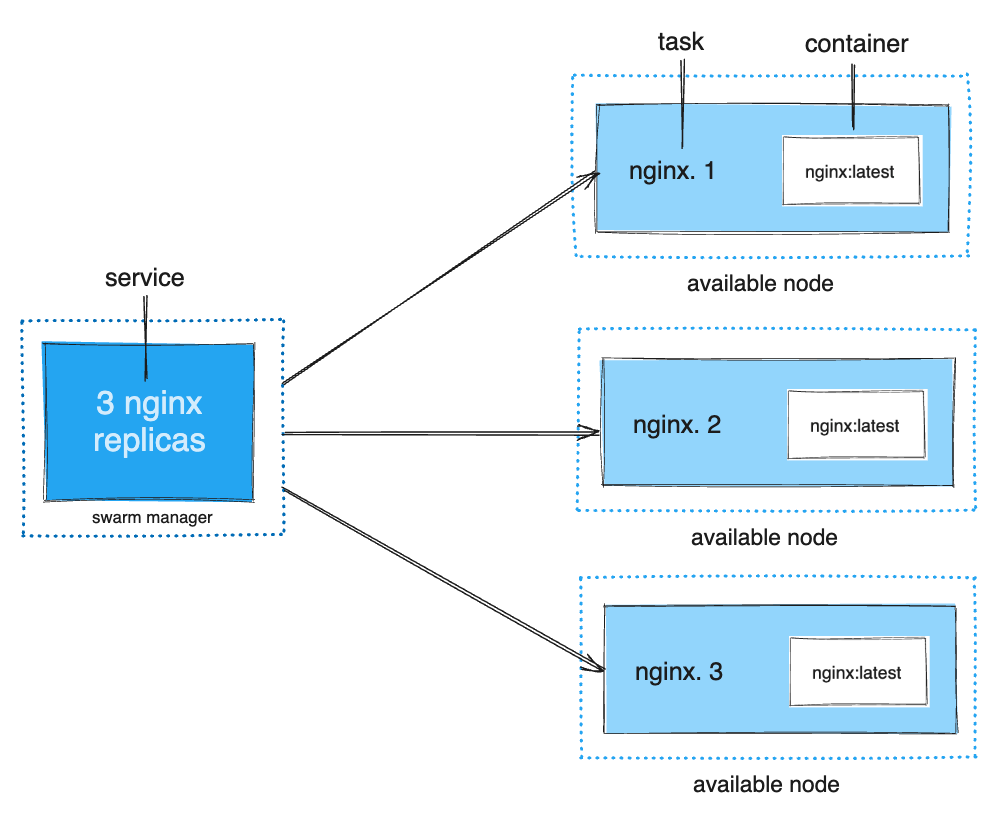 task
container
nginx. 1
nginx:latest
available node
service
3 nginx
replicas
swarm manager
nginx. 2
nginx:latest
available node
nginx. 3
nginx:latest
available node